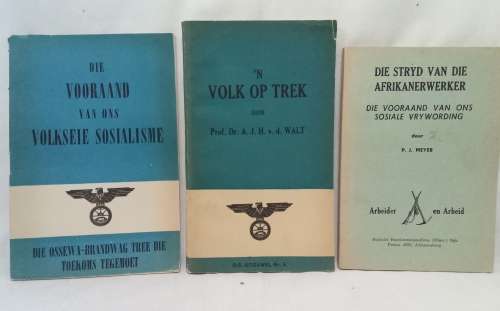 DIE
VOORAAND
VAN ONS
VOLKSEIE SOSIALISME
DIE OSSEWA-BRANDWAG TREE DIE
TOEKOMS TEGEMOET
'N
VOLK OP TREK
DEUR
Prof. Dr. A. J. H. v. d. WALT
DIE STRYD VAN DIE
AFRIKANERWERKER
DIE VOORAAND VAN ONS
SOSIALE VRYWORDING
deur
P. J. MEYER
Arbeider en Arbeid